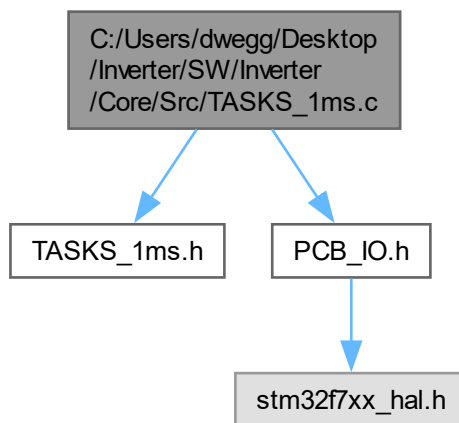 C:/Users/dwegg/Desktop
/Inverter/SW/Inverter
/Core/Src/TASKS_1ms.c
TASKS_1ms.h
PCB_IO.h
stm32f7xx_hal.h